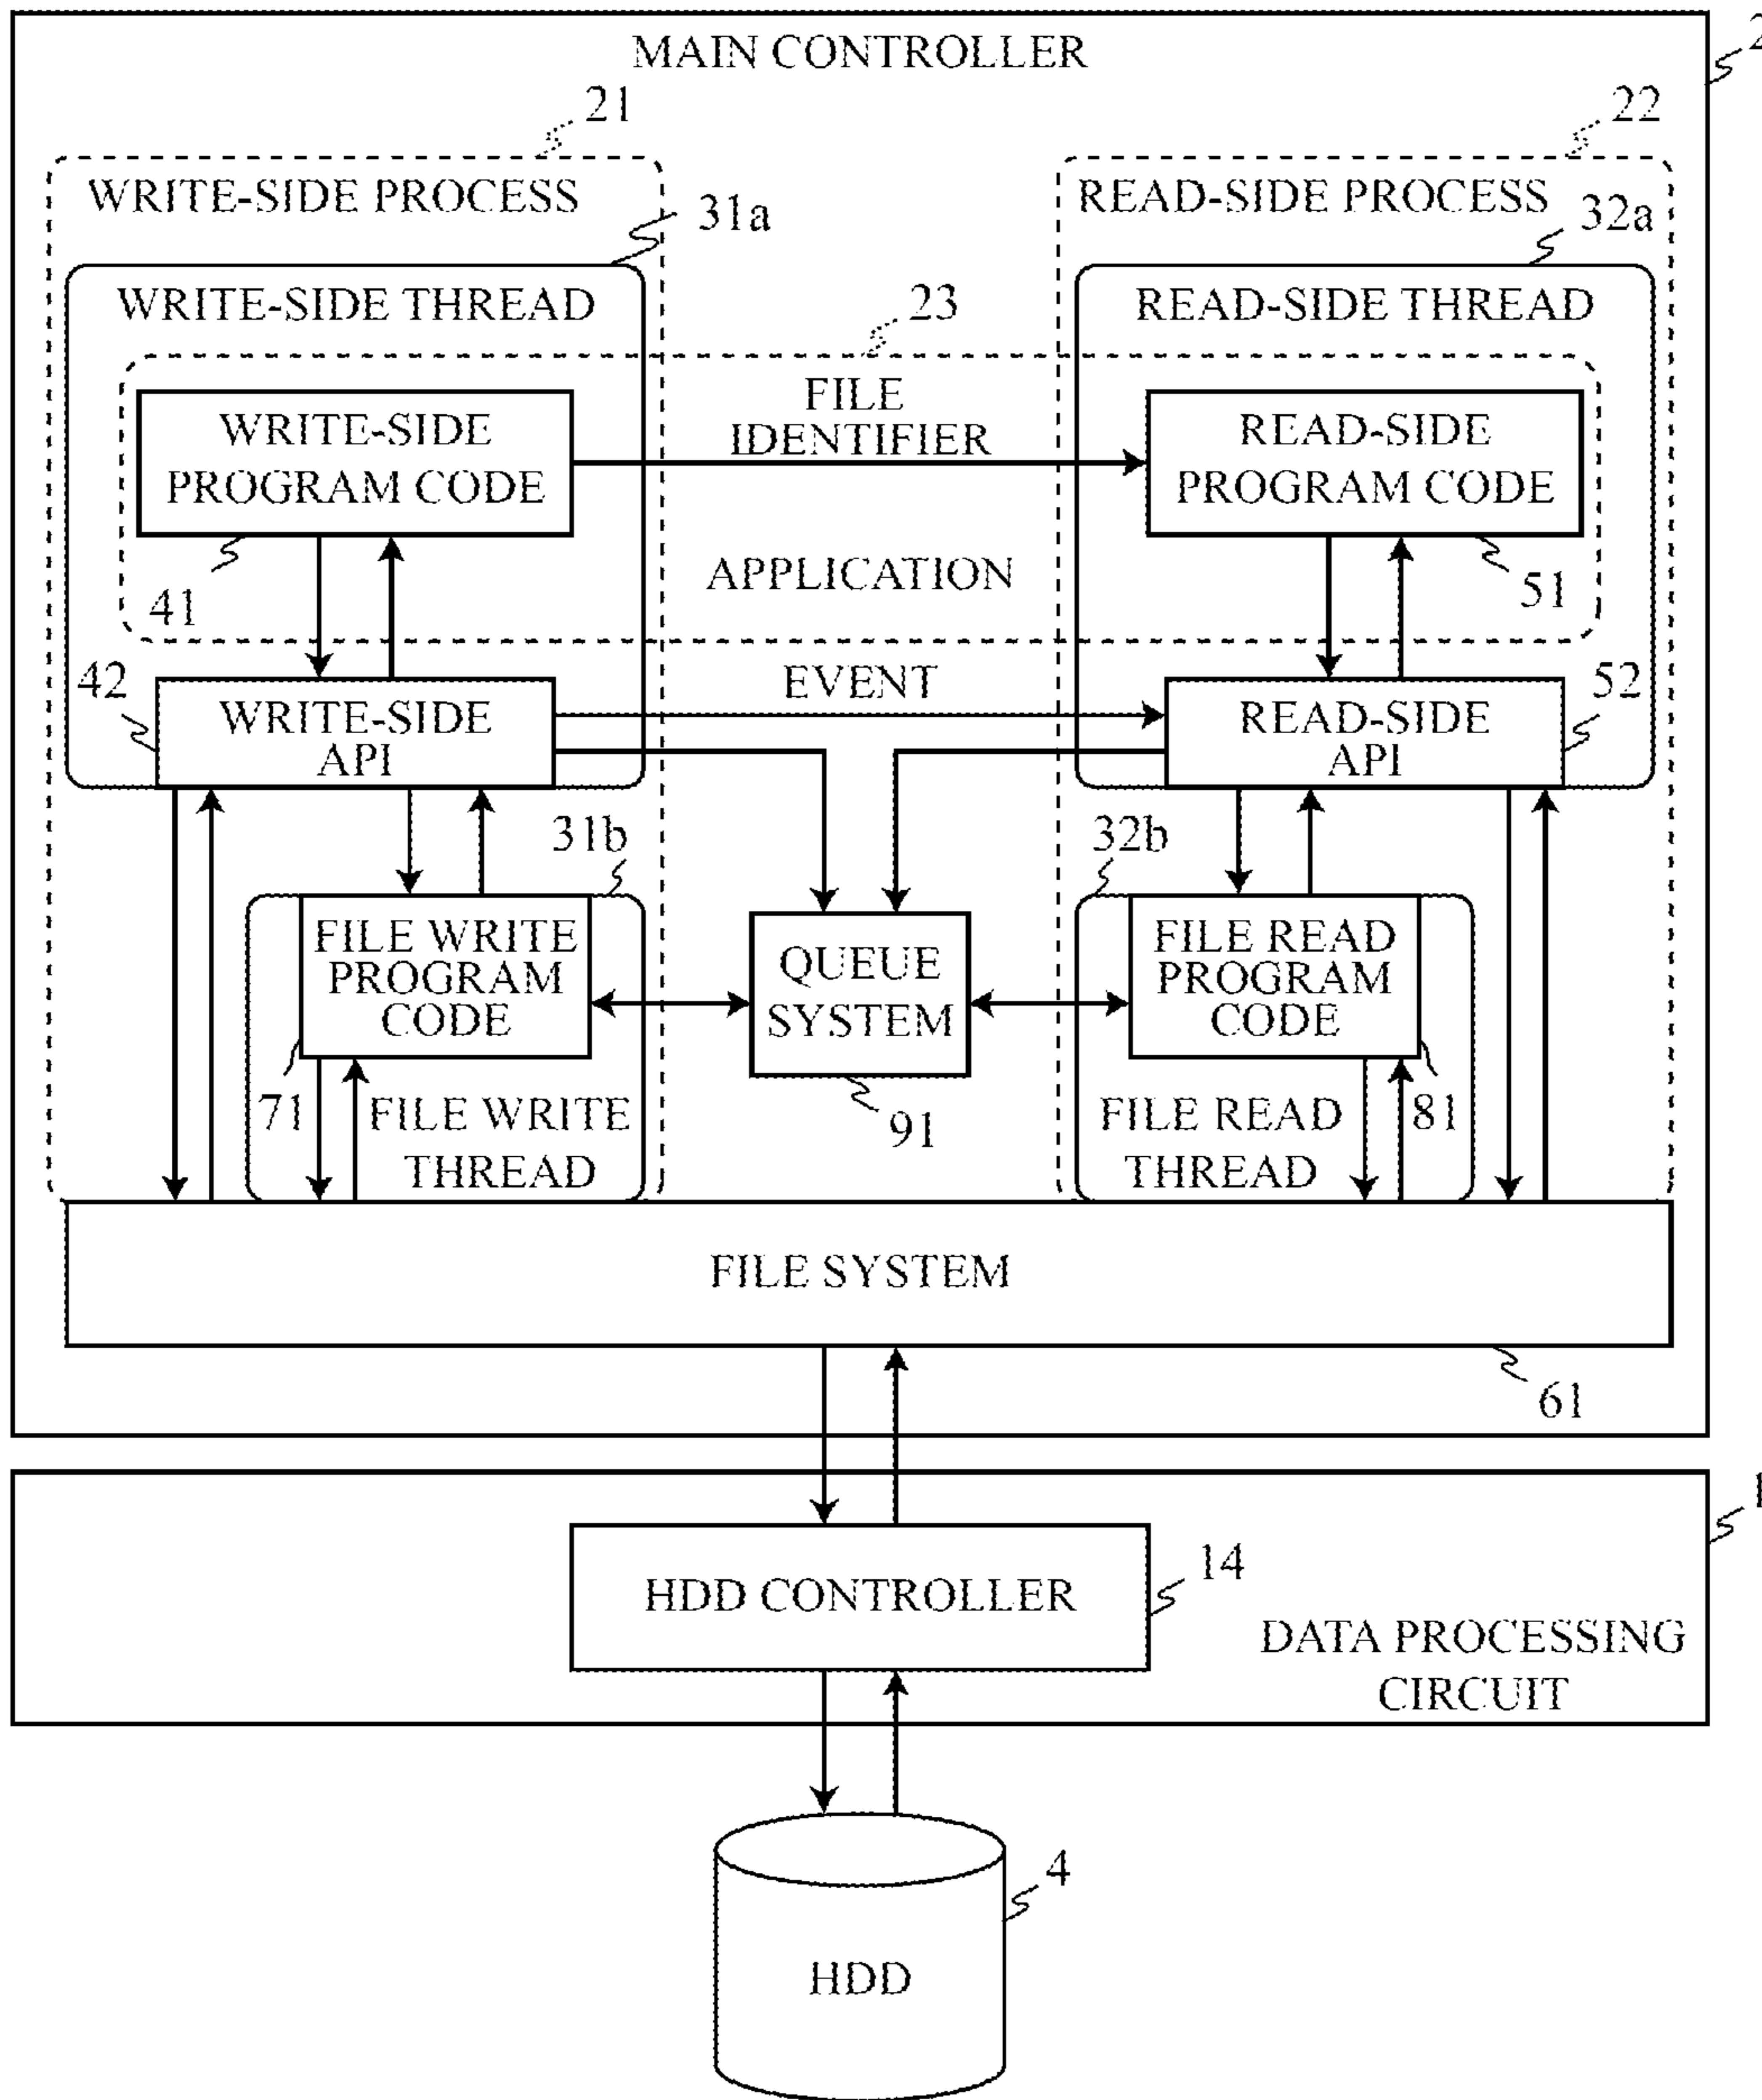 2
MAIN CONTROLLER
21
22
WRITE-SIDE PROCESS
READ-SIDE PROCESS
31a
32a
WRITE-SIDE THREAD
23
READ-SIDE THREAD
WRITE-SIDE
PROGRAM CODE
FILE
IDENTIFIER
READ-SIDE
PROGRAM CODE
41
APPLICATION
51
42
EVENT
52
WRITE-SIDE
API
READ-SIDE
API
31b
32b
FILE WRITE
PROGRAM
CODE
QUEUE
SYSTEM
FILE READ
PROGRAM
CODE
71
FILE WRITE
THREAD
91
FILE READ
THREAD
81
FILE SYSTEM
61
1
HDD CONTROLLER
14
DATA PROCESSING
CIRCUIT
4
HDD